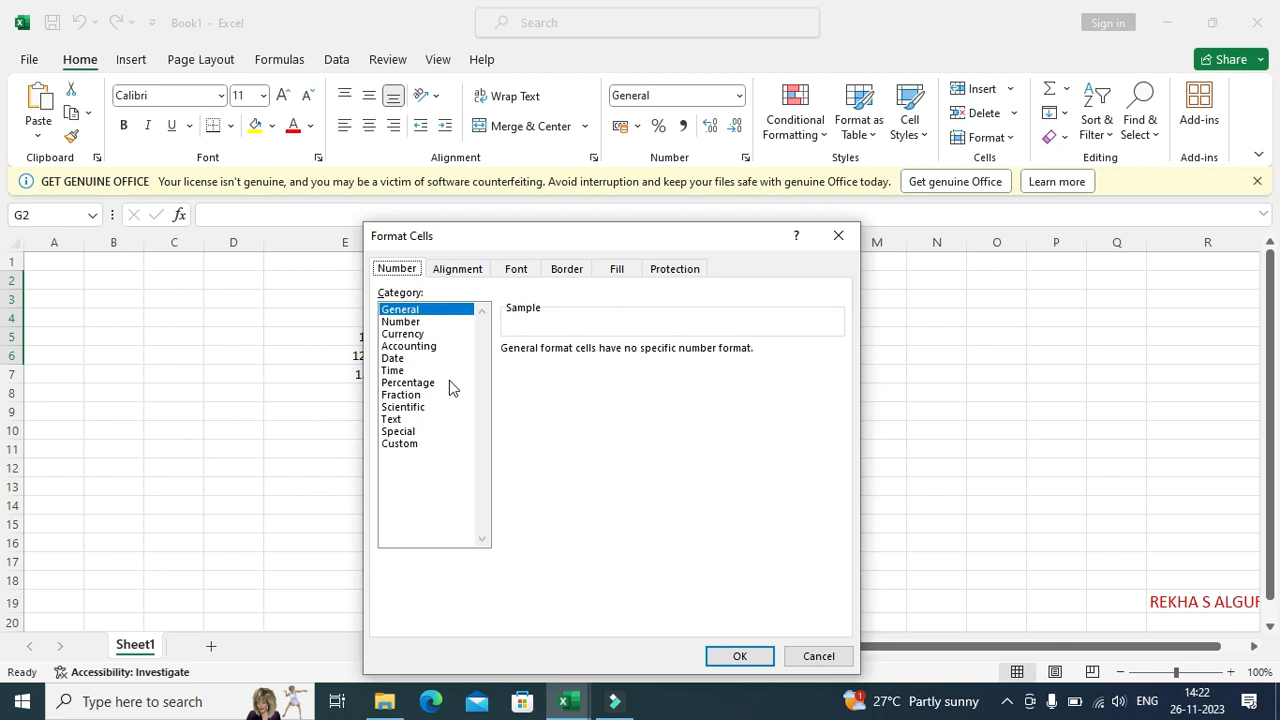 Book1 - Excel
Search
Sign in
File Home Insert Page Layout Formulas Data Review View Help
Share
Paste
Clipboard
Calibri 11
B I U
Font
Wrap Text
Merge & Center
Alignment
General
Number
Conditional Formatting
Format as Table
Cell Styles
Styles
Insert
Delete
Format
Cells
Sort & Filter
Find & Select
Editing
Add-ins
Add-ins
GET GENUINE OFFICE Your license isn't genuine, and you may be a victim of software counterfeiting. Avoid interruption and keep your files safe with genuine Office today. Get genuine Office Learn more
G2 fx
A B C D E M N O P Q R
Format Cells ?
Number Alignment Font Border Fill Protection
Category:
General
Number
Currency
Accounting
Date
Time
Percentage
Fraction
Scientific
Text
Special
Custom
Sample
General format cells have no specific number format.
OK Cancel
1
2
3
4
5 1
6 12
7 1
8
9
10
11
12
13
14
15
16
17
18
19 REKHA S ALGUR
20
Sheet1
Ready Accessibility: Investigate 100%
Type here to search
27°C Partly sunny
ENG
14:22
26-11-2023